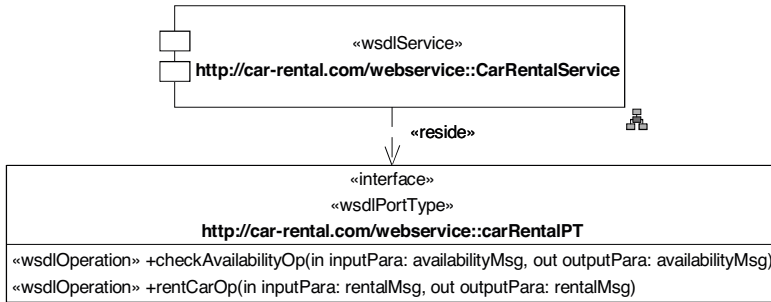 «wsdlService»
http://car-rental.com/webservice::CarRentalService
«reside»
«interface»
«wsdlPortType»
http://car-rental.com/webservice::carRentalPT
«wsdlOperation» +checkAvailabilityOp(in inputPara: availabilityMsg, out outputPara: availabilityMsg)
«wsdlOperation» +rentCarOp(in inputPara: rentalMsg, out outputPara: rentalMsg)